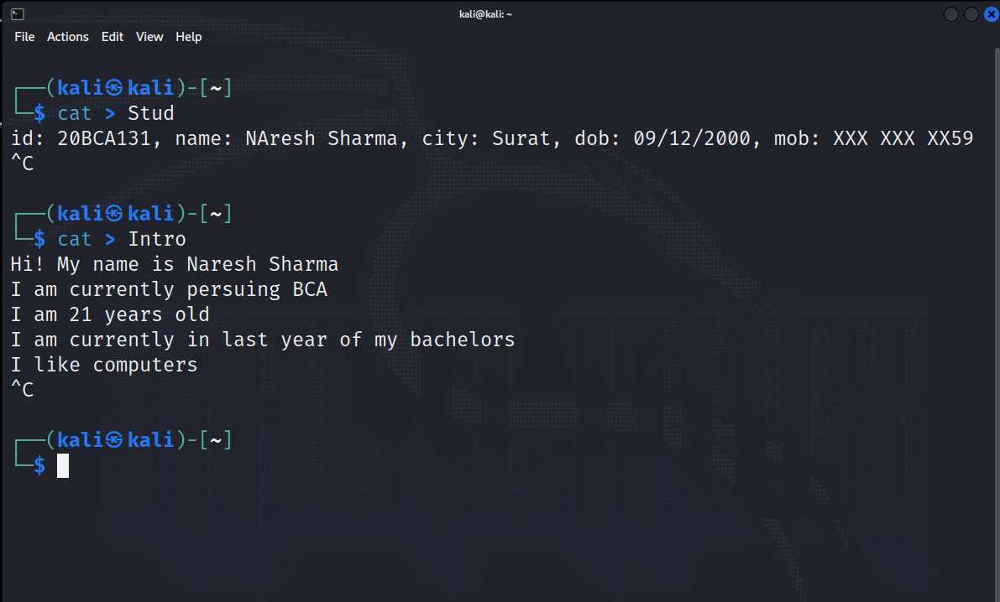 kali@kali: ~
File Actions Edit View Help
┌──(kali㉿kali)-[~]
└─$ cat > Stud
id: 20BCA131, name: NAresh Sharma, city: Surat, dob: 09/12/2000, mob: XXX XXX XX59
^C
┌──(kali㉿kali)-[~]
└─$ cat > Intro
Hi! My name is Naresh Sharma
I am currently persuing BCA
I am 21 years old
I am currently in last year of my bachelors
I like computers
^C
┌──(kali㉿kali)-[~]
└─$